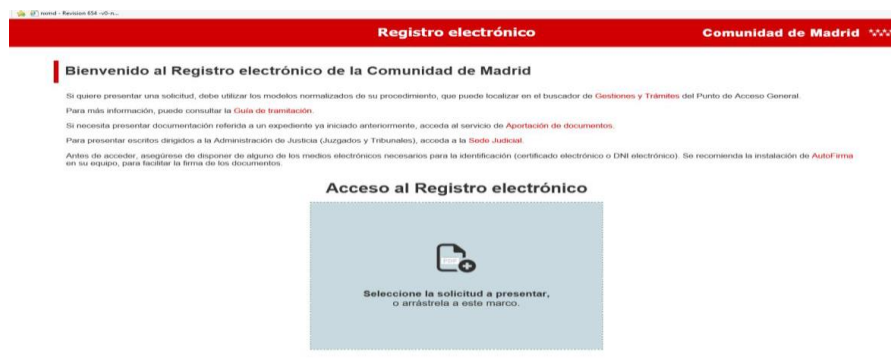 nvmd - Revision 654 -v0-n...
Registro electrónico
Comunidad de Madrid
Bienvenido al Registro electrónico de la Comunidad de Madrid
Si quiere presentar una solicitud, debe utilizar los modelos normalizados de su procedimiento, que puede localizar en el buscador de Gestiones y Trámites del Punto de Acceso General.
Para más información, puede consultar la Guía de tramitación.
Si necesita presentar documentación referida a un expediente ya iniciado anteriormente, acceda al servicio de Aportación de documentos.
Para presentar escritos dirigidos a la Administración de Justicia (Juzgados y Tribunales), acceda a la Sede Judicial.
Antes de acceder, asegúrese de disponer de alguno de los medios electrónicos necesarios para la identificación (certificado electrónico o DNI electrónico). Se recomienda la instalación de AutoFirma
en su equipo, para facilitar la firma de los documentos.
Acceso al Registro electrónico
Seleccione la solicitud a presentar,
o arrástrela a este marco.